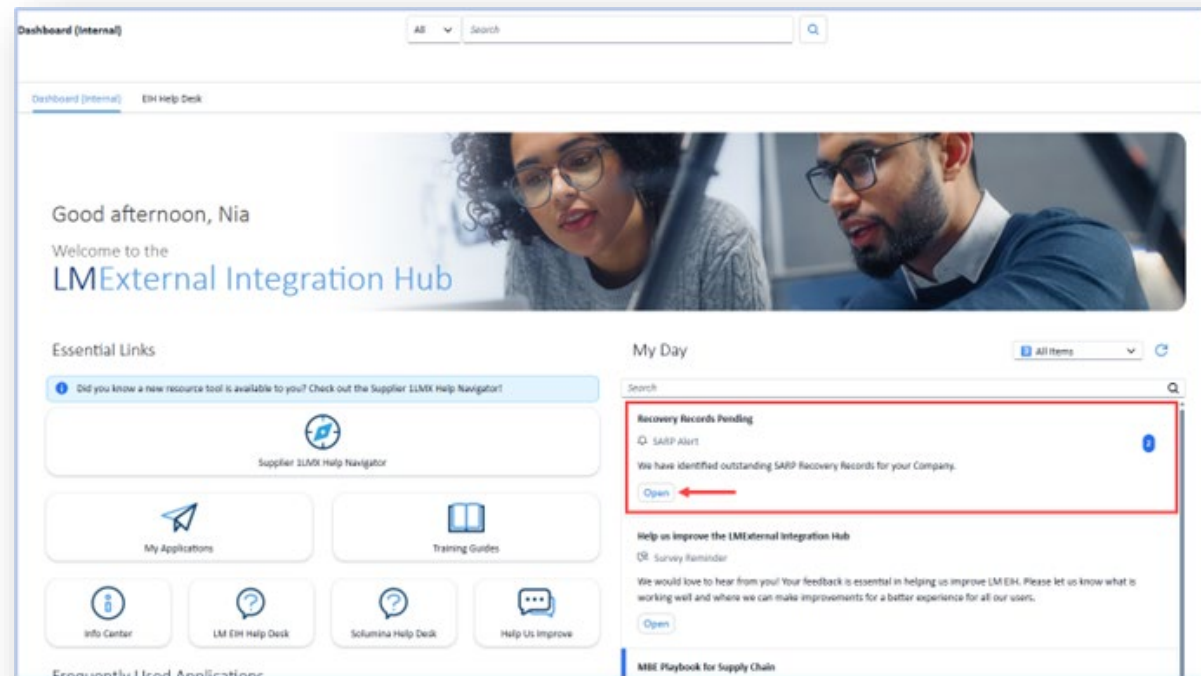 Dashboard (Internal)
All
Search
Dashboard (Internal)
EIH Help Desk
Good afternoon, Nia
Welcome to the
LMExternal Integration Hub
Essential Links
Did you know a new resource tool is available to you? Check out the Supplier 1LMX Help Navigator!
Supplier 1LMX Help Navigator
My Applications
Training Guides
Info Center
LM EIH Help Desk
Solumina Help Desk
Help Us Improve
Frequently Used Applications
My Day
All Items
Search
Recovery Records Pending
SARP Alert
2
We have identified outstanding SARP Recovery Records for your Company.
Open
Help us improve the LMExternal Integration Hub
Survey Reminder
We would love to hear from you! Your feedback is essential in helping us improve LM EIH. Please let us know what is
working well and where we can make improvements for a better experience for all our users.
Open
MBE Playbook for Supply Chain